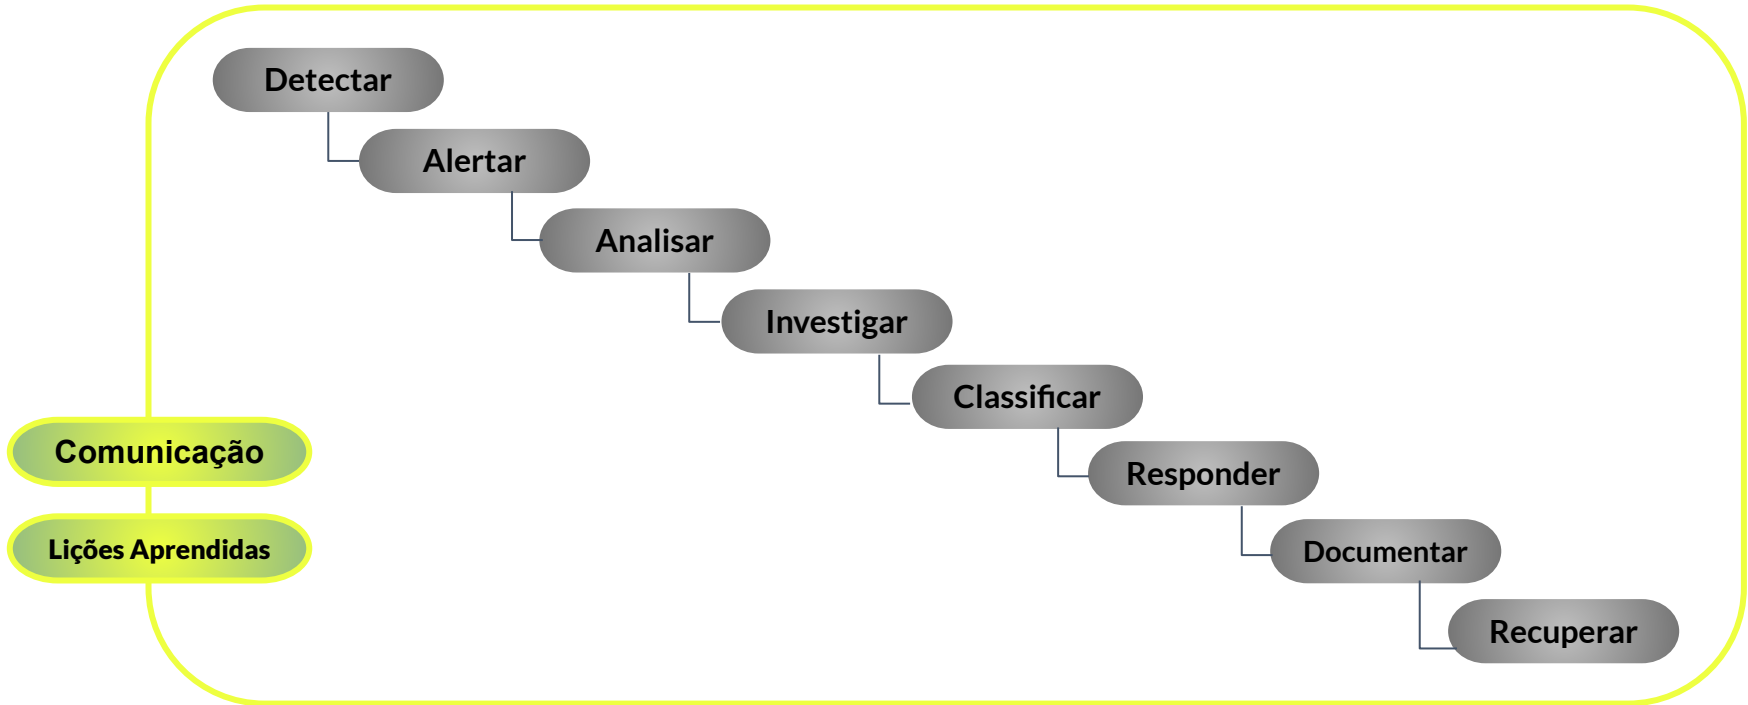 Detectar
Alertar
Analisar
Investigar
Classificar
Comunicação
Responder
Lições Aprendidas
Documentar
Recuperar